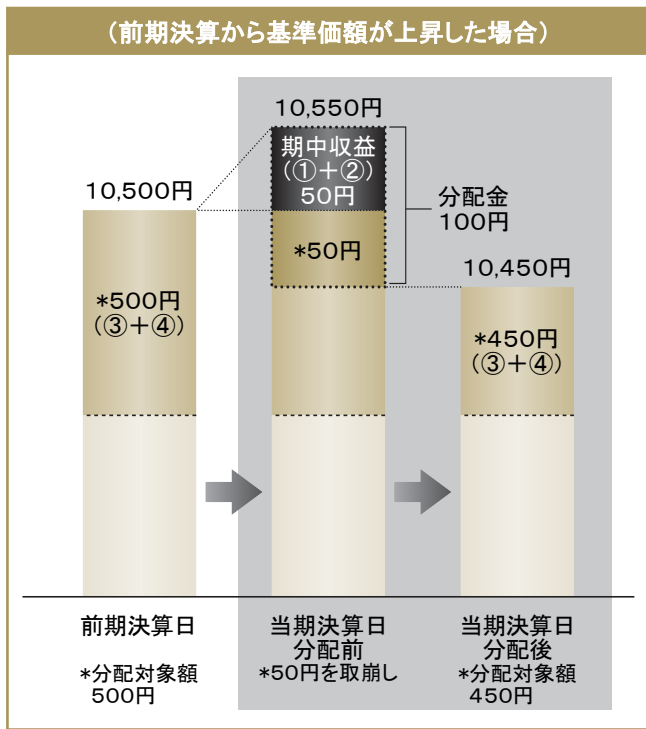 （前期決算から基準価額が上昇した場合）
10,550円
期中収益
（①＋②）
50円
10,500円
分配金
100円
*50円
10,450円
*500円
（③＋④）
*450円
（③＋④）
前期決算日
*分配対象額
500円
当期決算日
分配前
*50円を取崩し
当期決算日
分配後
*分配対象額
450円